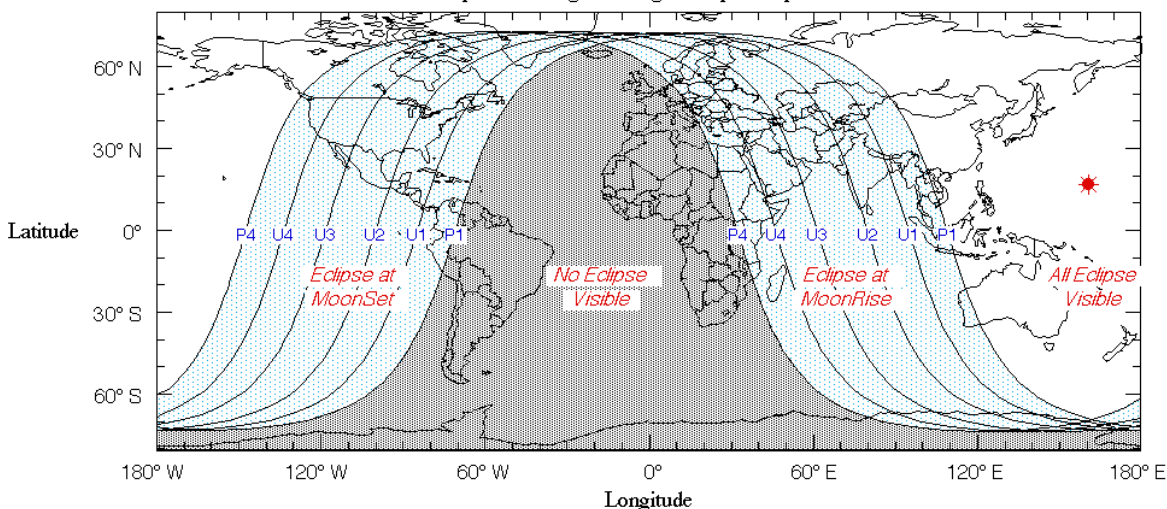 60° N
30° N
Latitude
0°
30° S
60° S
P4 U4 U3 U2 U1 P1
P4 U4 U3 U2 U1 P1
Eclipse at
MoonSet
No Eclipse
Visible
Eclipse at
MoonRise
All Eclipse
Visible
180° W 120° W 60° W 0° 60° E 120° E 180° E
Longitude